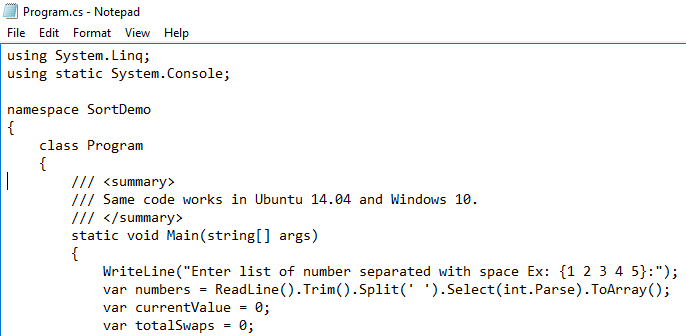 Program.cs - Notepad
File Edit Format View Help
using System.Linq;
using static System.Console;
namespace SortDemo
{
    class Program
    {
        /// <summary>
        /// Same code works in Ubuntu 14.04 and Windows 10.
        /// </summary>
        static void Main(string[] args)
        {
            WriteLine("Enter list of number separated with space Ex: {1 2 3 4 5}:");
            var numbers = ReadLine().Trim().Split(' ').Select(int.Parse).ToArray();
            var currentValue = 0;
            var totalSwaps = 0;